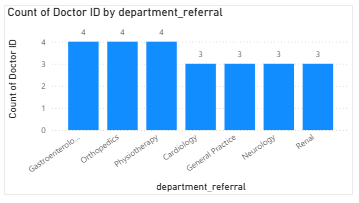 Count of Doctor ID by department_referral
Count of Doctor ID
4
3
2
1
0
4
4
4
3
3
3
3
Gastroenterolo...
Orthopedics
Physiotherapy
Cardiology
General Practice
Neurology
Renal
department_referral